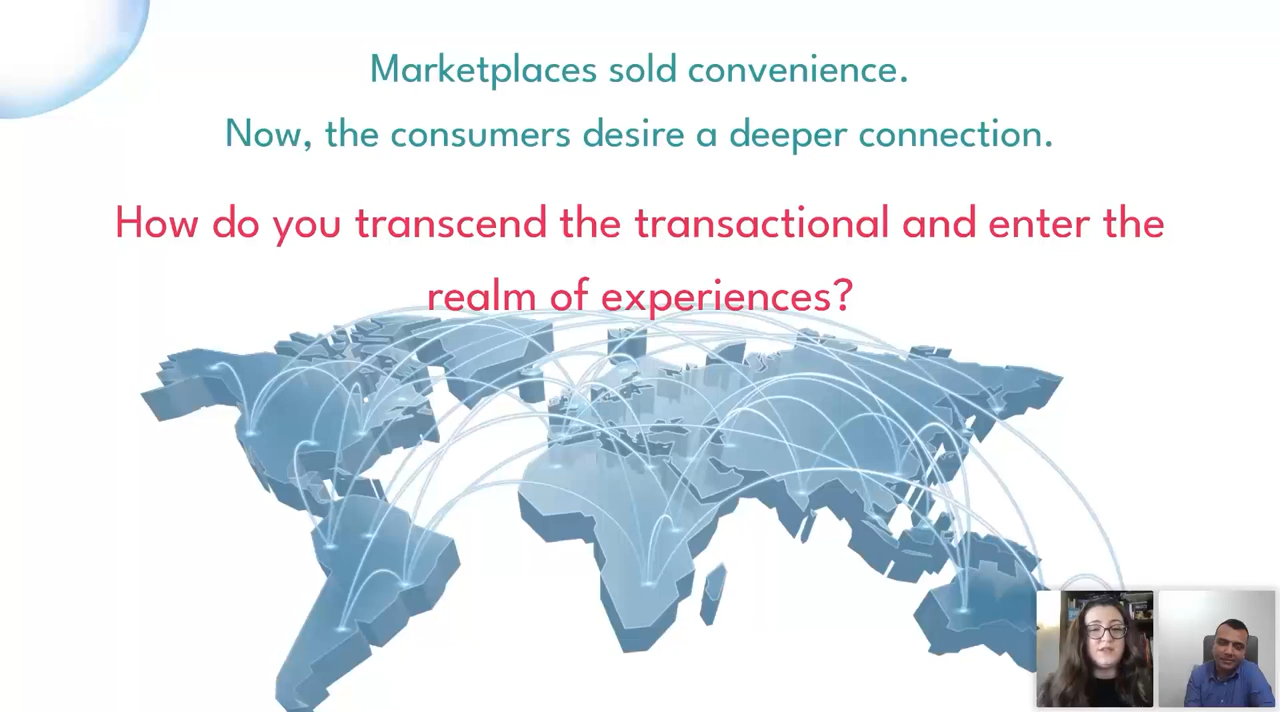 Marketplaces sold convenience.
Now, the consumers desire a deeper connection.
How do you transcend the transactional and enter the
realm of experiences?